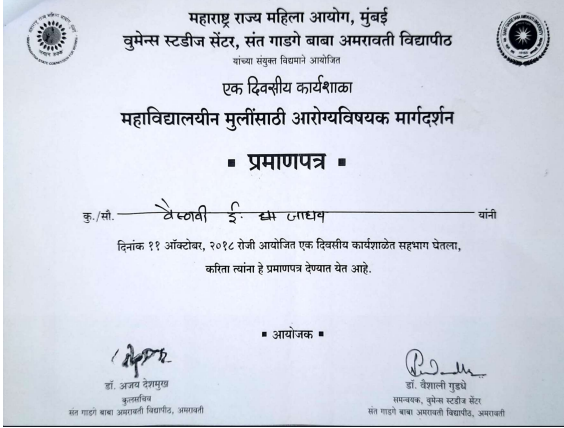 महाराष्ट्र राज्य महिला आयोग, मुंबई
वुमेन्स स्टडीज सेंटर, संत गाडगे बाबा अमरावती विद्यापीठ
यांच्या संयुक्त विद्यमाने आयोजित
एक दिवसीय कार्यशाळा
महाविद्यालयीन मुलींसाठी आरोग्यविषयक मार्गदर्शन
▪ प्रमाणपत्र ▪
कु./सौ. वैष्णवी ई. जाधव यांनी
दिनांक ११ ऑक्टोबर, २०१८ रोजी आयोजित एक दिवसीय कार्यशाळेत सहभाग घेतला,
करिता त्यांना हे प्रमाणपत्र देण्यात येत आहे.
▪ आयोजक ▪
डॉ. अजय देशमुख
कुलसचिव
संत गाडगे बाबा अमरावती विद्यापीठ, अमरावती
डॉ. वैशाली गुडधे
समन्वयक, वुमेन्स स्टडीज सेंटर
संत गाडगे बाबा अमरावती विद्यापीठ, अमरावती